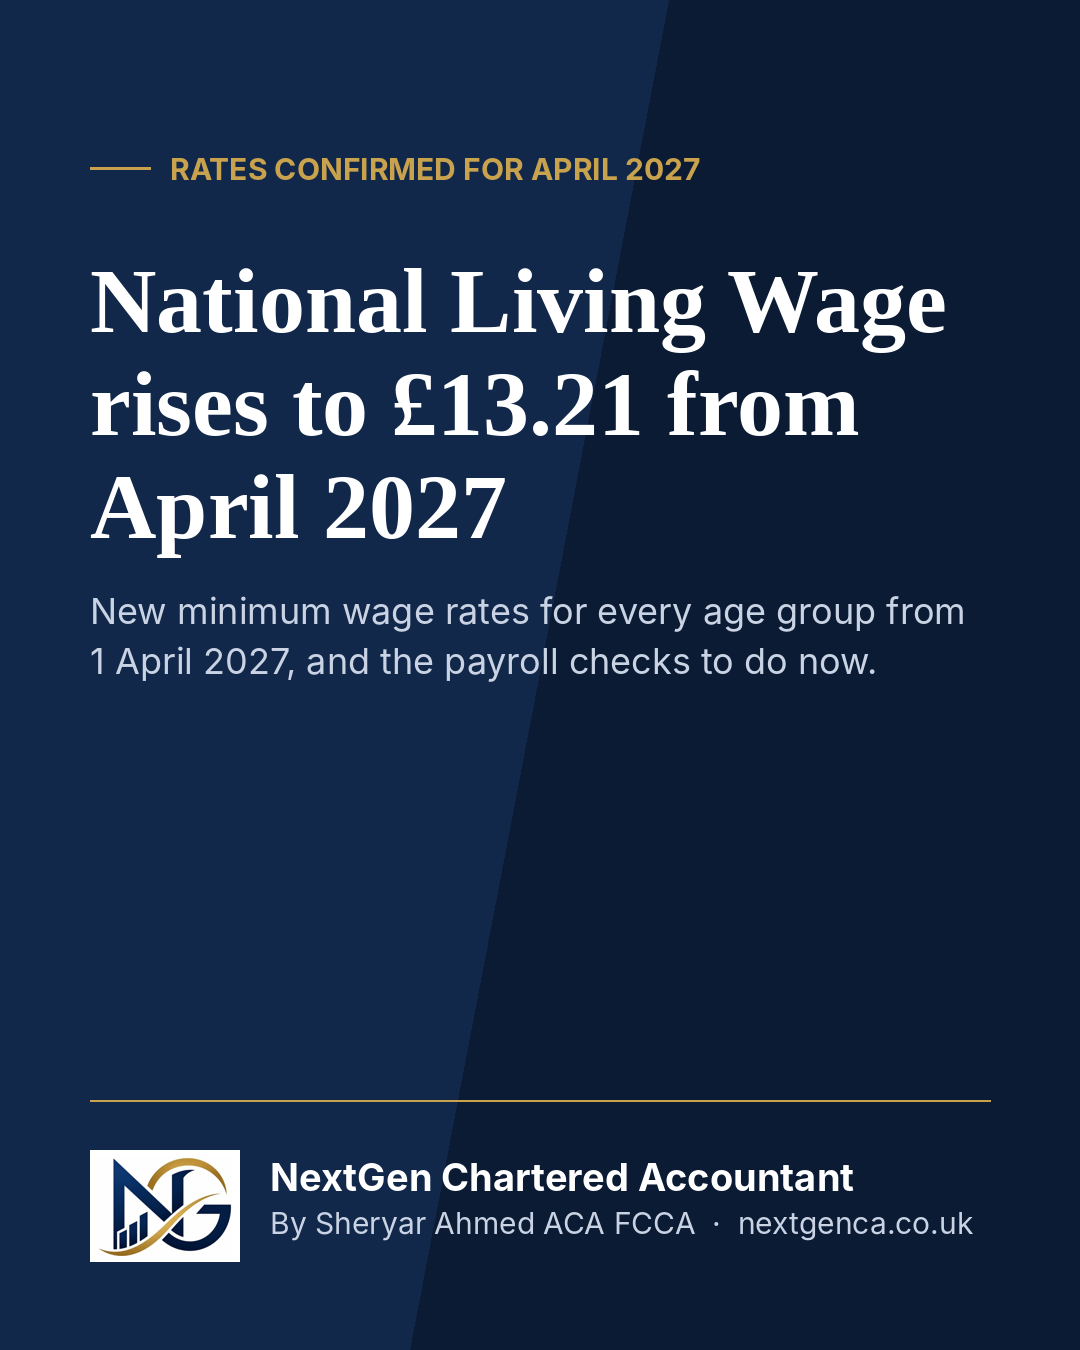 RATES CONFIRMED FOR APRIL 2027
National Living Wage
rises to £13.21 from
April 2027
New minimum wage rates for every age group from
1 April 2027, and the payroll checks to do now.
NG
NextGen Chartered Accountant
By Sheryar Ahmed ACA FCCA · nextgenca.co.uk